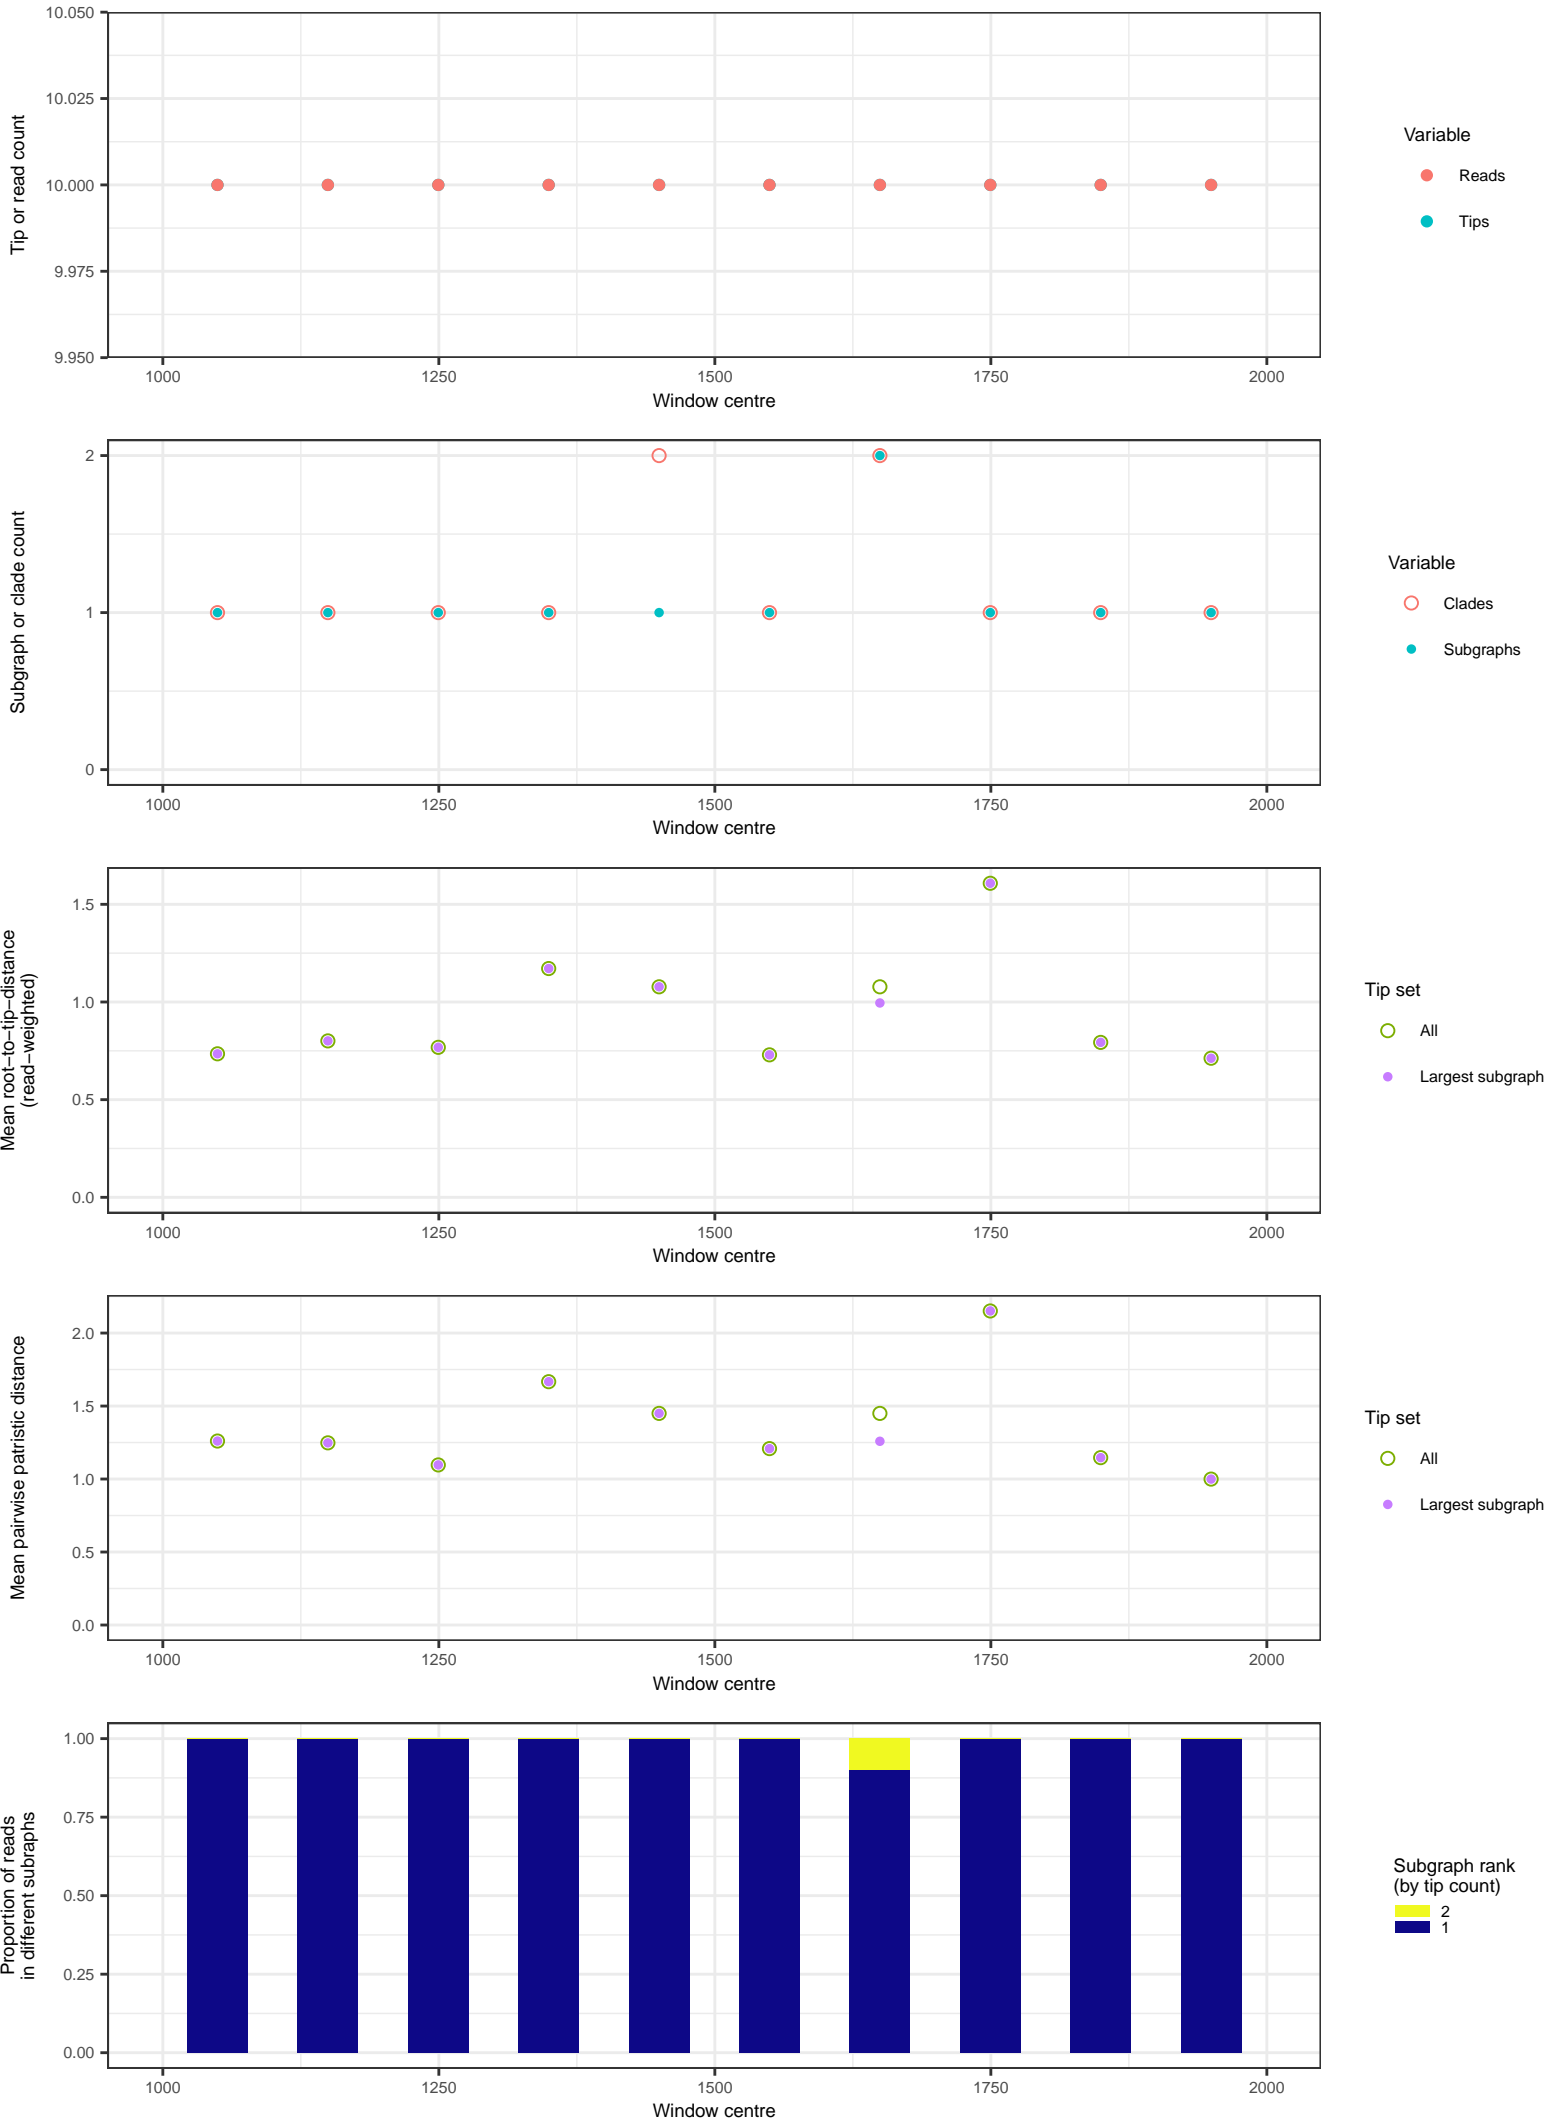 10.050
10.025
10.000
9.975
9.950
Tip or read count
1000
1250
1500
1750
2000
Window centre
Variable
Reads
Tips
2
1
0
Subgraph or clade count
1000
1250
1500
1750
2000
Window centre
Variable
Clades
Subgraphs
1.5
1.0
0.5
0.0
Mean root−to−tip−distance
(read−weighted)
1000
1250
1500
1750
2000
Window centre
Tip set
All
Largest subgraph
2.0
1.5
1.0
0.5
0.0
Mean pairwise patristic distance
1000
1250
1500
1750
2000
Window centre
Tip set
All
Largest subgraph
1.00
0.75
0.50
0.25
0.00
Proportion of reads
in different subraphs
1000
1250
1500
1750
2000
Window centre
Subgraph rank
(by tip count)
2
1